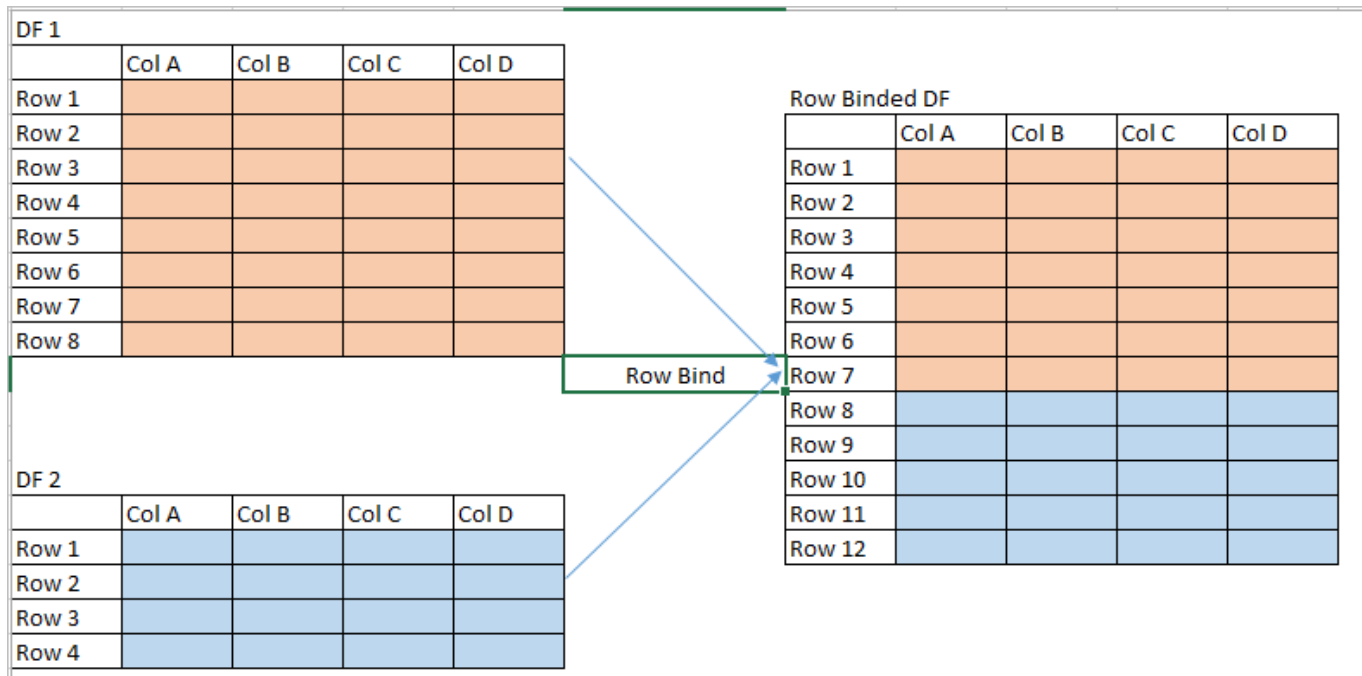 DF 1
Col A Col B Col C Col D
Row 1
Row 2
Row 3
Row 4
Row 5
Row 6
Row 7
Row 8
Row Bind
DF 2
Col A Col B Col C Col D
Row 1
Row 2
Row 3
Row 4
Row Binded DF
Col A Col B Col C Col D
Row 1
Row 2
Row 3
Row 4
Row 5
Row 6
Row 7
Row 8
Row 9
Row 10
Row 11
Row 12